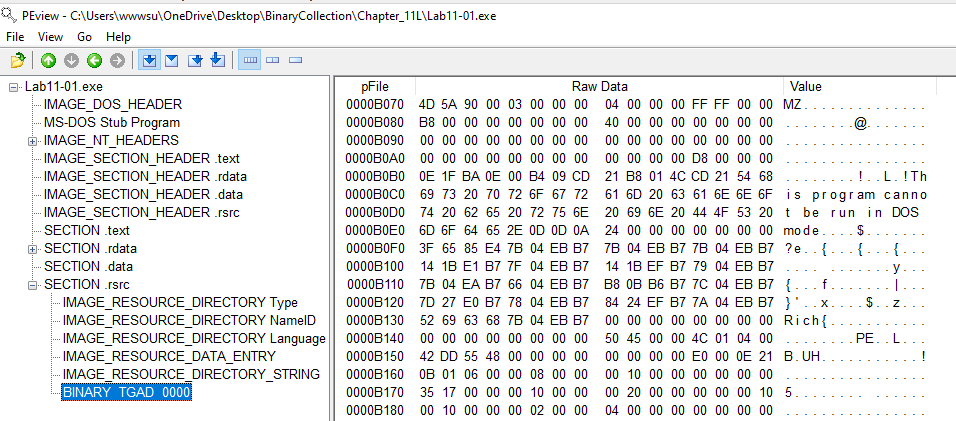 PEview - C:\Users\wwwsu\OneDrive\Desktop\BinaryCollection\Chapter_11L\Lab11-01.exe
File View Go Help
Lab11-01.exe
IMAGE_DOS_HEADER
MS-DOS Stub Program
IMAGE_NT_HEADERS
IMAGE_SECTION_HEADER .text
IMAGE_SECTION_HEADER .rdata
IMAGE_SECTION_HEADER .data
IMAGE_SECTION_HEADER .rsrc
SECTION .text
SECTION .rdata
SECTION .data
SECTION .rsrc
IMAGE_RESOURCE_DIRECTORY Type
IMAGE_RESOURCE_DIRECTORY NameID
IMAGE_RESOURCE_DIRECTORY Language
IMAGE_RESOURCE_DATA_ENTRY
IMAGE_RESOURCE_DIRECTORY_STRING
BINARY TGAD 0000
pFile Raw Data Value
0000B070 4D 5A 90 00 03 00 00 00 04 00 00 00 FF FF 00 00 MZ..............
0000B080 B8 00 00 00 00 00 00 00 40 00 00 00 00 00 00 00 ........@.......
0000B090 00 00 00 00 00 00 00 00 00 00 00 00 00 00 00 00 ................
0000B0A0 00 00 00 00 00 00 00 00 00 00 00 00 D8 00 00 00 ................
0000B0B0 0E 1F BA 0E 00 B4 09 CD 21 B8 01 4C CD 21 54 68 ........!..L.!Th
0000B0C0 69 73 20 70 72 6F 67 72 61 6D 20 63 61 6E 6E 6F is program canno
0000B0D0 74 20 62 65 20 72 75 6E 20 69 6E 20 44 4F 53 20 t be run in DOS
0000B0E0 6D 6F 64 65 2E 0D 0D 0A 24 00 00 00 00 00 00 00 mode....$.......
0000B0F0 3F 65 85 E4 7B 04 EB B7 7B 04 EB B7 7B 04 EB B7 ?e..{...{...{...
0000B100 14 1B E1 B7 7F 04 EB B7 14 1B EF B7 79 04 EB B7 ............y...
0000B110 7B 04 EA B7 66 04 EB B7 B8 0B B6 B7 7C 04 EB B7 {...f.......|...
0000B120 7D 27 E0 B7 78 04 EB B7 84 24 EF B7 7A 04 EB B7 }'..x....$..z...
0000B130 52 69 63 68 7B 04 EB B7 00 00 00 00 00 00 00 00 Rich{...........
0000B140 00 00 00 00 00 00 00 00 50 45 00 00 4C 01 04 00 ........PE..L...
0000B150 42 DD 55 48 00 00 00 00 00 00 00 00 E0 00 0E 21 B.UH...........!
0000B160 0B 01 06 00 00 08 00 00 00 10 00 00 00 00 00 00 ................
0000B170 35 17 00 00 00 10 00 00 00 20 00 00 00 00 00 10 5........ ......
0000B180 00 10 00 00 00 02 00 00 04 00 00 00 00 00 00 00 ................